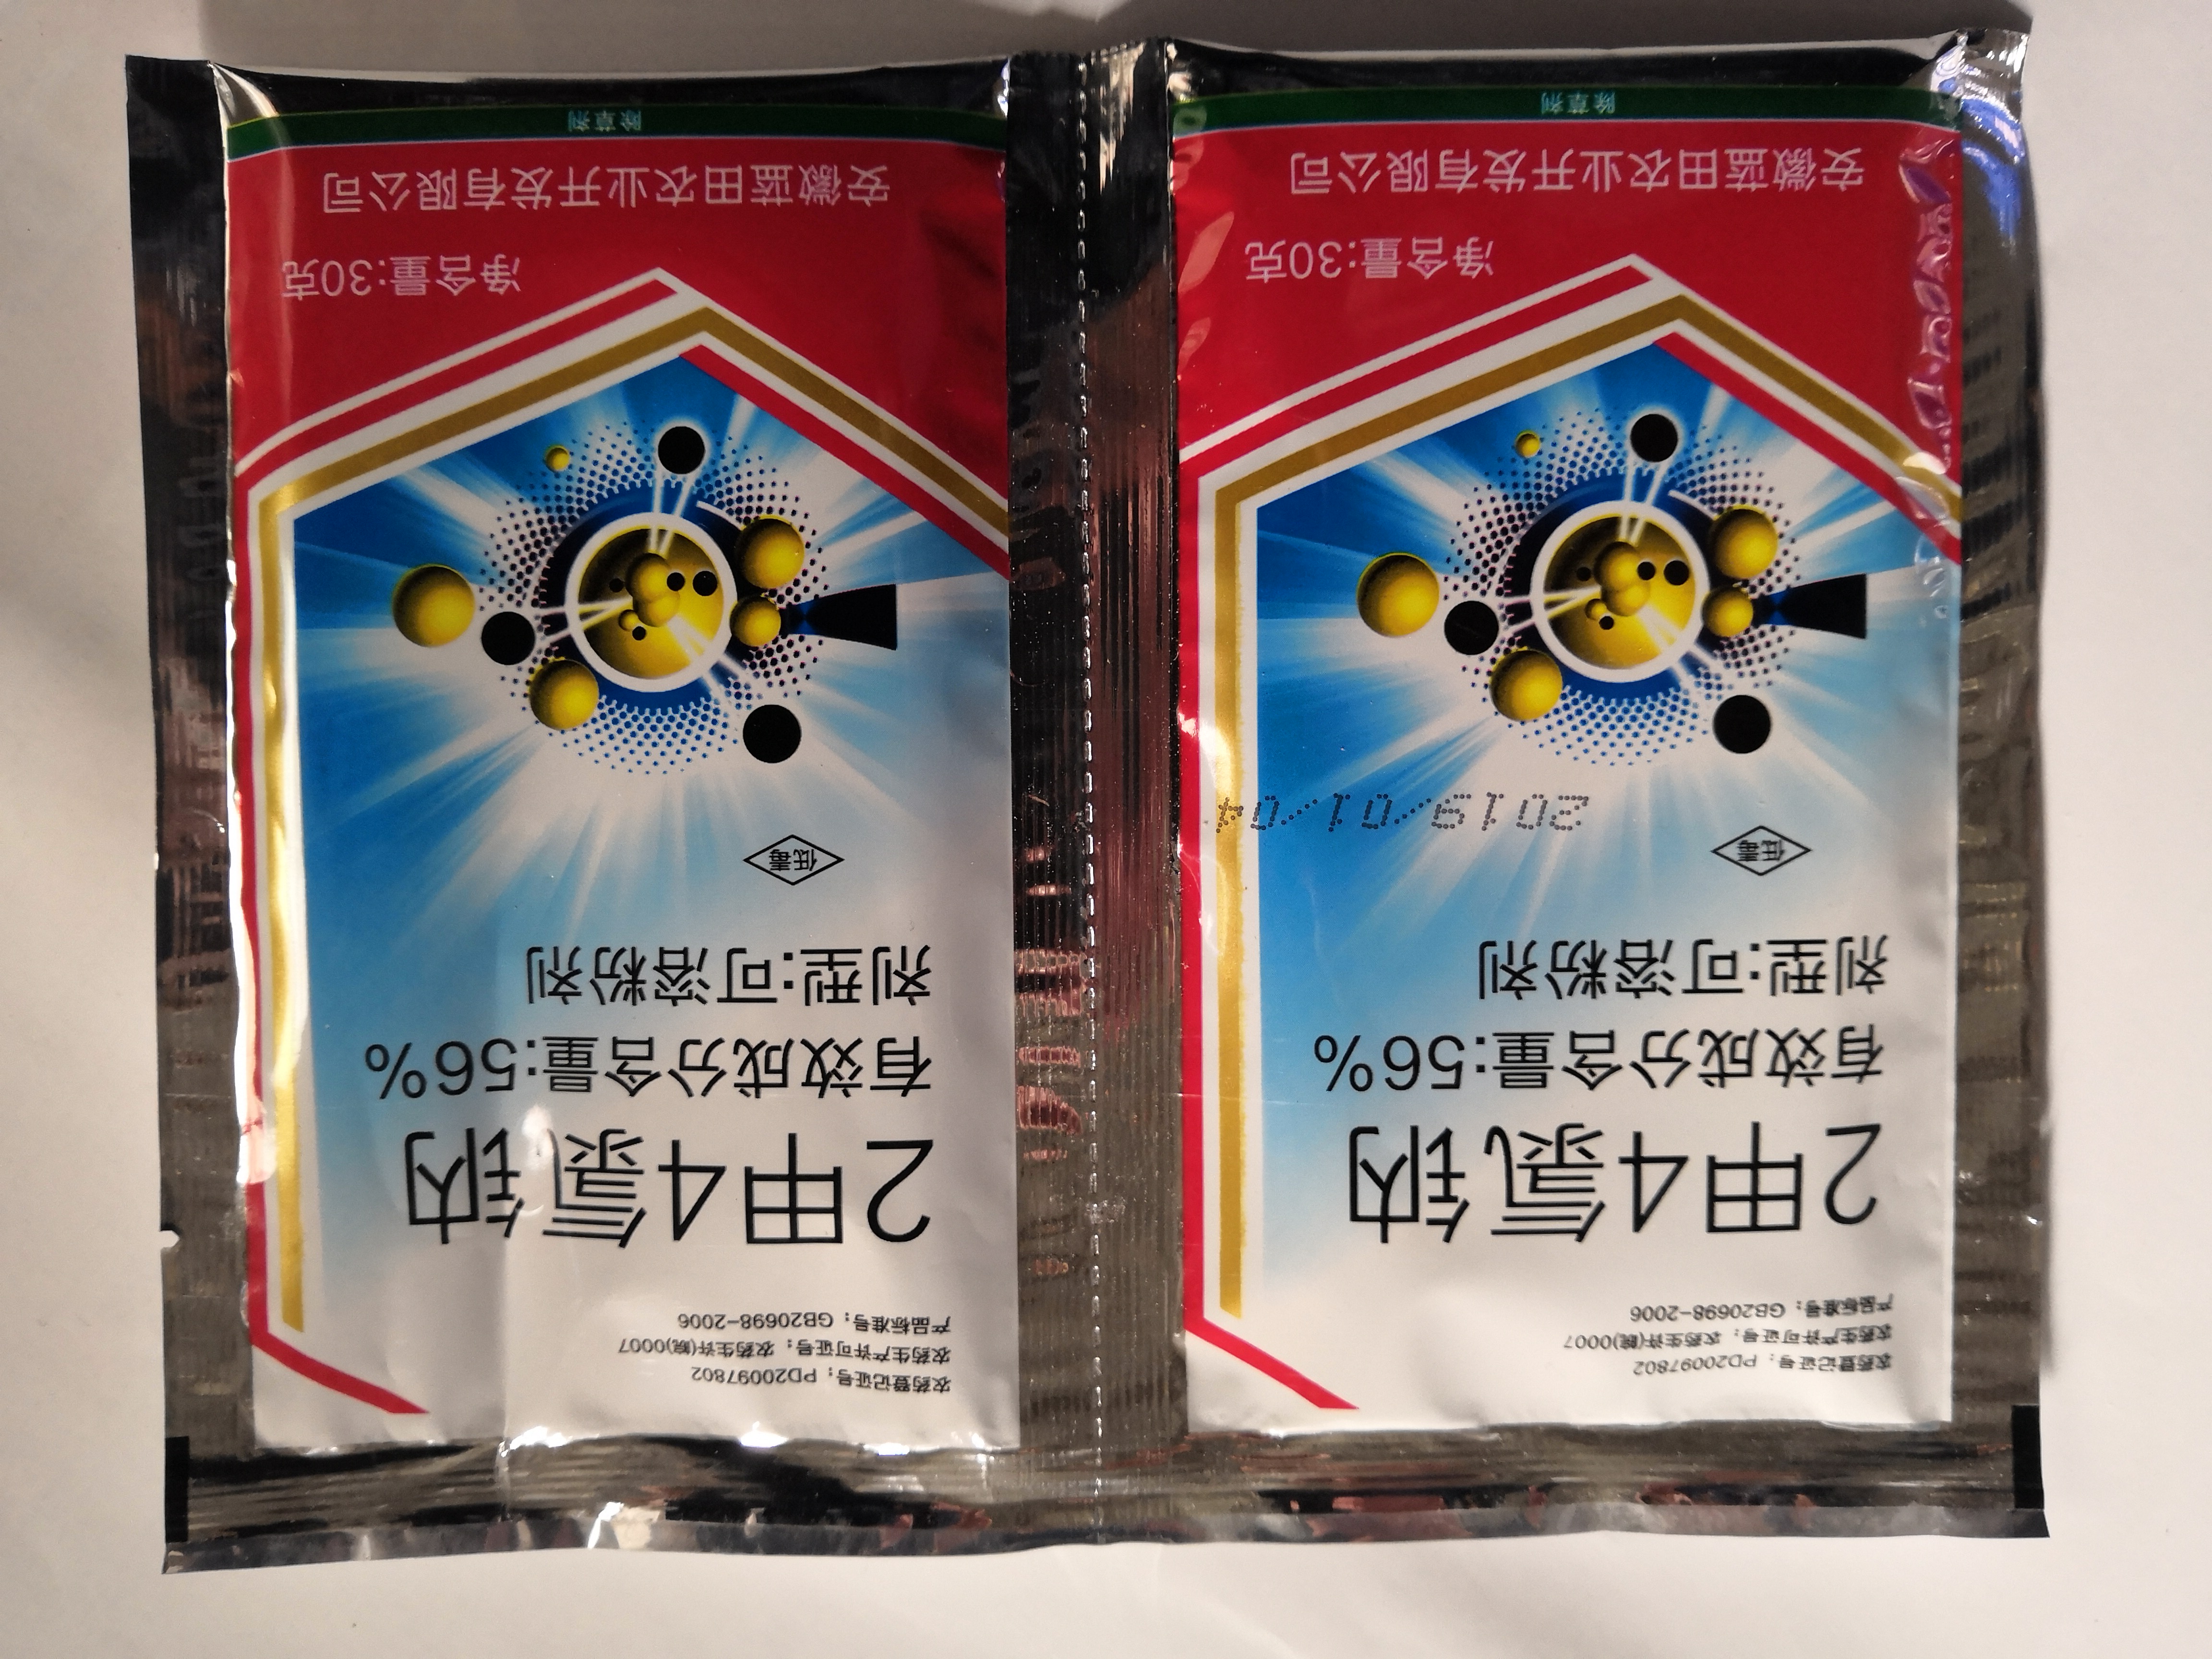 农药登记证号：PD20097802
农药生产许可证号：农药生许(皖)0007
产品标准号：GB20698-2006
2甲4氯钠
有效成分含量:56%
剂型:可溶粉剂
低毒
2019/01/04
净含量:30克
安徽蓝田农业开发有限公司
除草剂
农药登记证号：PD20097802
农药生产许可证号：农药生许(皖)0007
产品标准号：GB20698-2006
2甲4氯钠
有效成分含量:56%
剂型:可溶粉剂
低毒
净含量:30克
安徽蓝田农业开发有限公司
除草剂